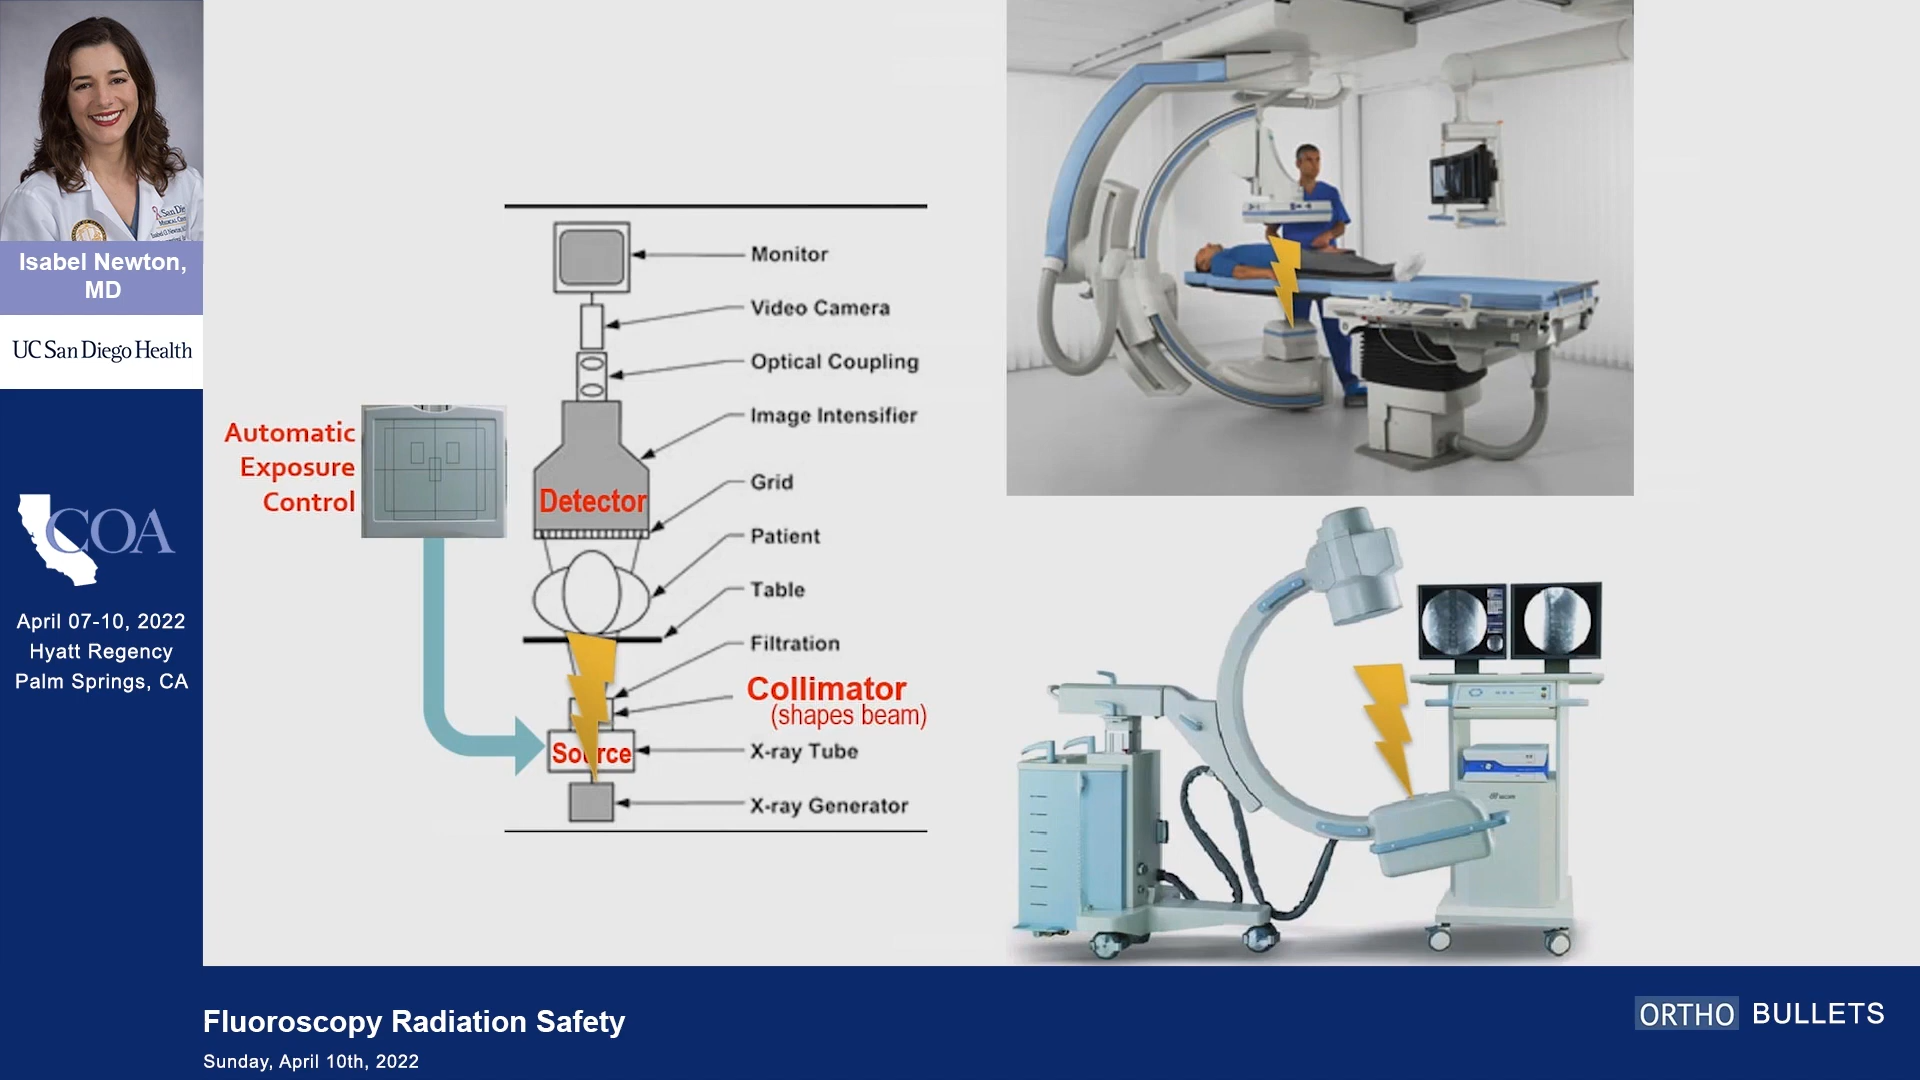 Isabel Newton,
MD
UC San Diego Health
COA
April 07-10, 2022
Hyatt Regency
Palm Springs, CA
Automatic
Exposure
Control
Monitor
Video Camera
Optical Coupling
Image Intensifier
Detector
Grid
Patient
Table
Filtration
Collimator
(shapes beam)
Source
X-ray Tube
X-ray Generator
Fluoroscopy Radiation Safety
Sunday, April 10th, 2022
ORTHO BULLETS